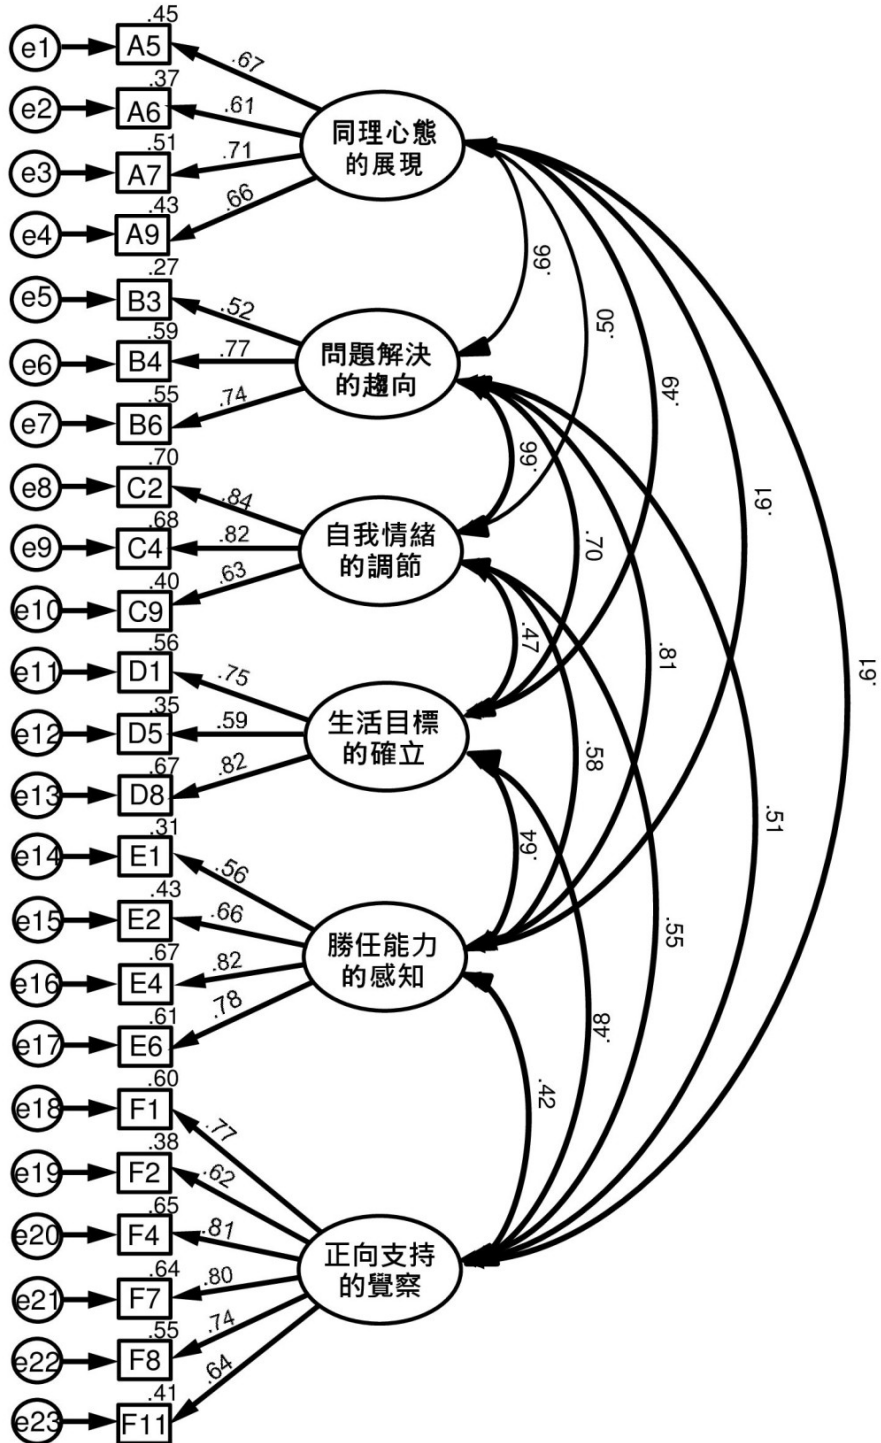 .45
e1 A5
.67
.37
e2 A6
.61
.51
e3 A7
.71
.43
e4 A9
.66
同理心態
的展現
.27
e5 B3
.52
.59
e6 B4
.77
.55
e7 B6
.74
問題解決
的趨向
.70
e8 C2
.84
.68
e9 C4
.82
.40
e10 C9
.63
自我情緒
的調節
.56
e11 D1
.75
.35
e12 D5
.59
.67
e13 D8
.82
生活目標
的確立
.31
e14 E1
.56
.43
e15 E2
.66
.67
e16 E4
.82
.61
e17 E6
.78
勝任能力
的感知
.60
e18 F1
.77
.38
e19 F2
.62
.65
e20 F4
.81
.64
e21 F7
.80
.55
e22 F8
.74
.41
e23 F11
.64
正向支持
的覺察
.66
.50
.49
.61
.61
.66
.70
.81
.51
.47
.58
.55
.64
.48
.42